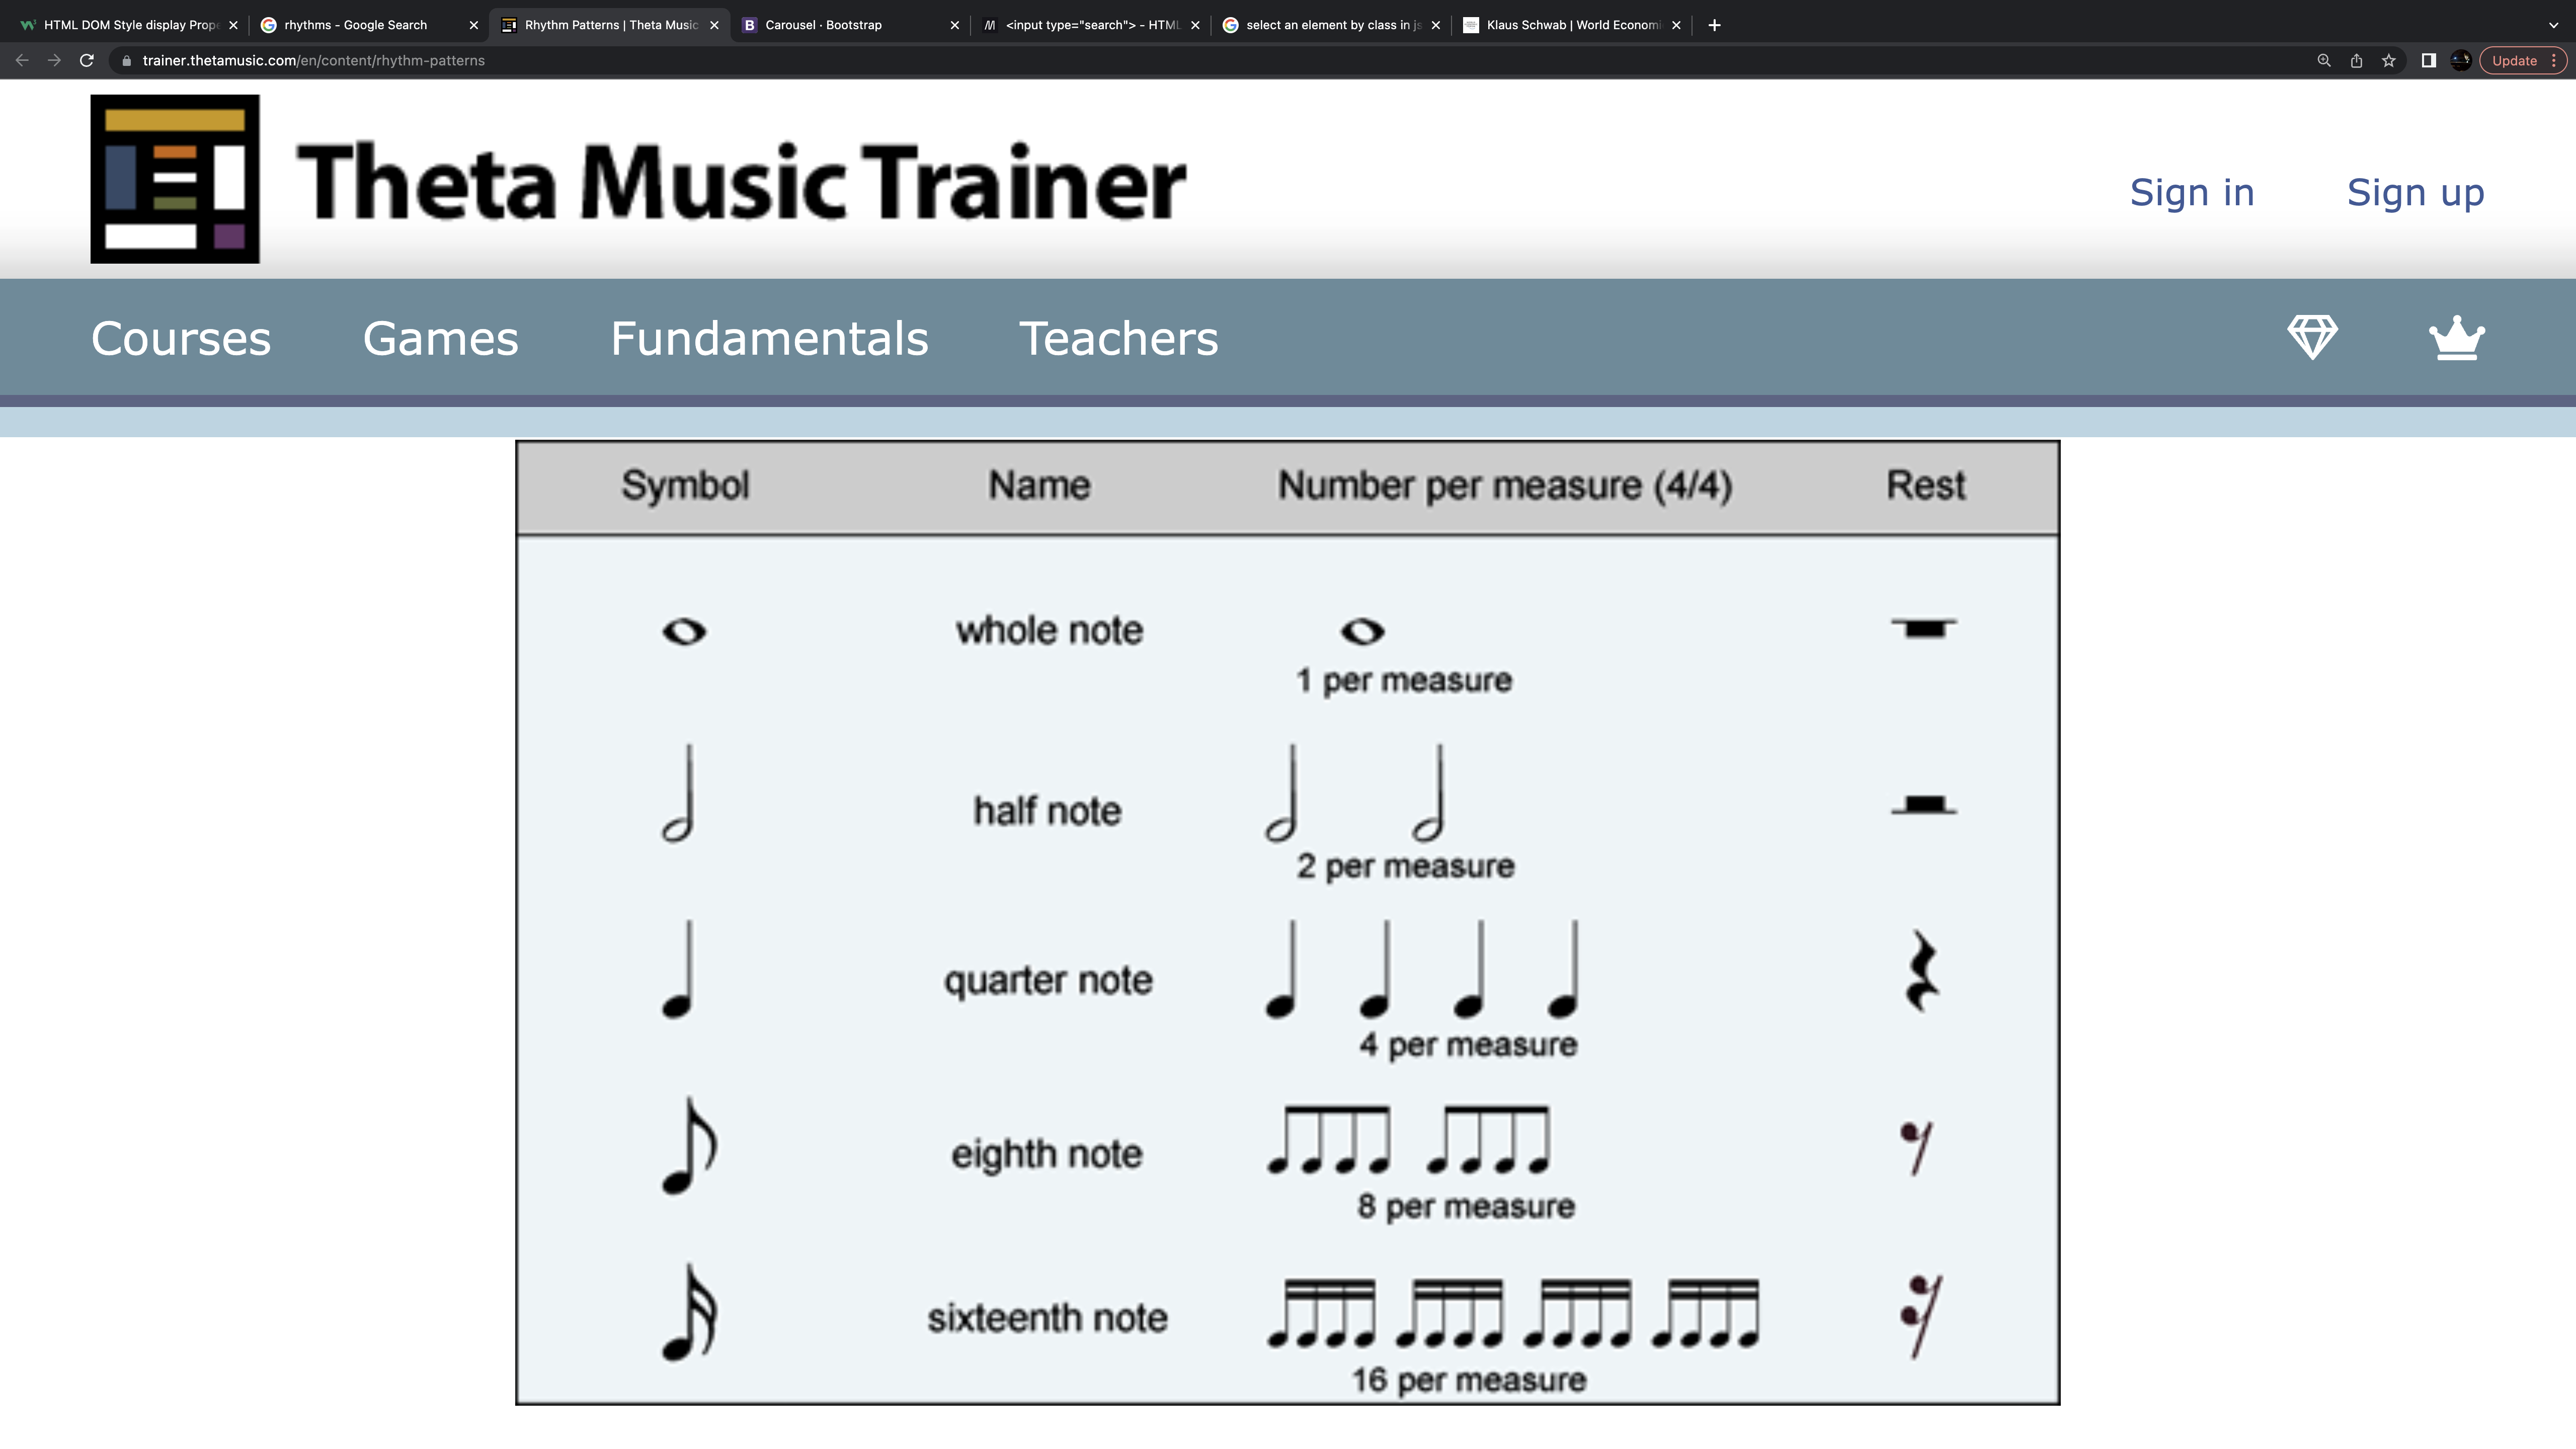 HTML DOM Style display Prope
rhythms - Google Search
Rhythm Patterns | Theta Music
Carousel · Bootstrap
<input type="search"> - HTML
select an element by class in js
Klaus Schwab | World Economi
trainer.thetamusic.com/en/content/rhythm-patterns
Update
Theta Music Trainer
Sign in
Sign up
Courses
Games
Fundamentals
Teachers
Symbol Name Number per measure (4/4) Rest
whole note
1 per measure
half note
2 per measure
quarter note
4 per measure
eighth note
8 per measure
sixteenth note
16 per measure